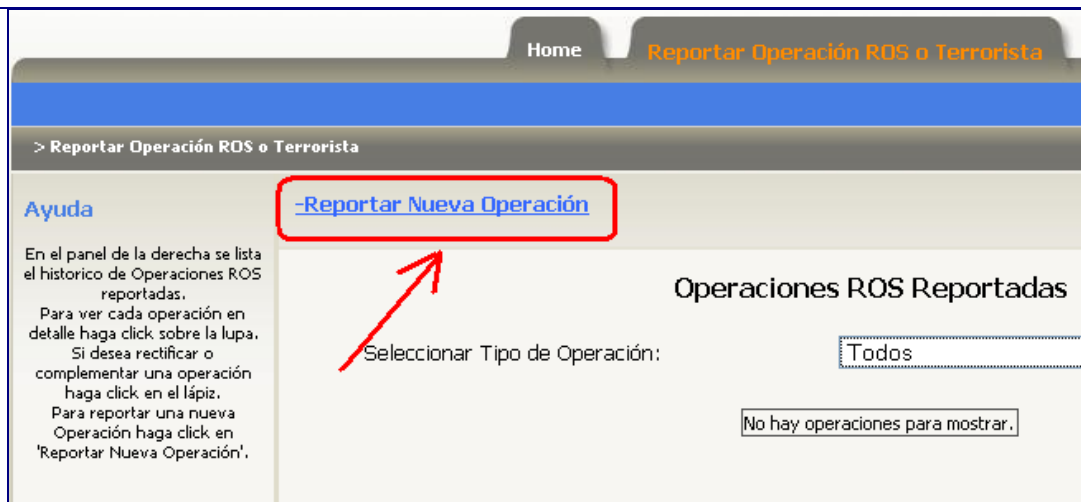 Home
Reportar Operación ROS o Terrorista
> Reportar Operación ROS o Terrorista
Ayuda
En el panel de la derecha se lista
el historico de Operaciones ROS
reportadas.
Para ver cada operación en
detalle haga click sobre la lupa.
Si desea rectificar o
complementar una operación
haga click en el lápiz.
Para reportar una nueva
Operación haga click en
'Reportar Nueva Operación'.
-Reportar Nueva Operación
Operaciones ROS Reportadas
Seleccionar Tipo de Operación:
Todos
No hay operaciones para mostrar.